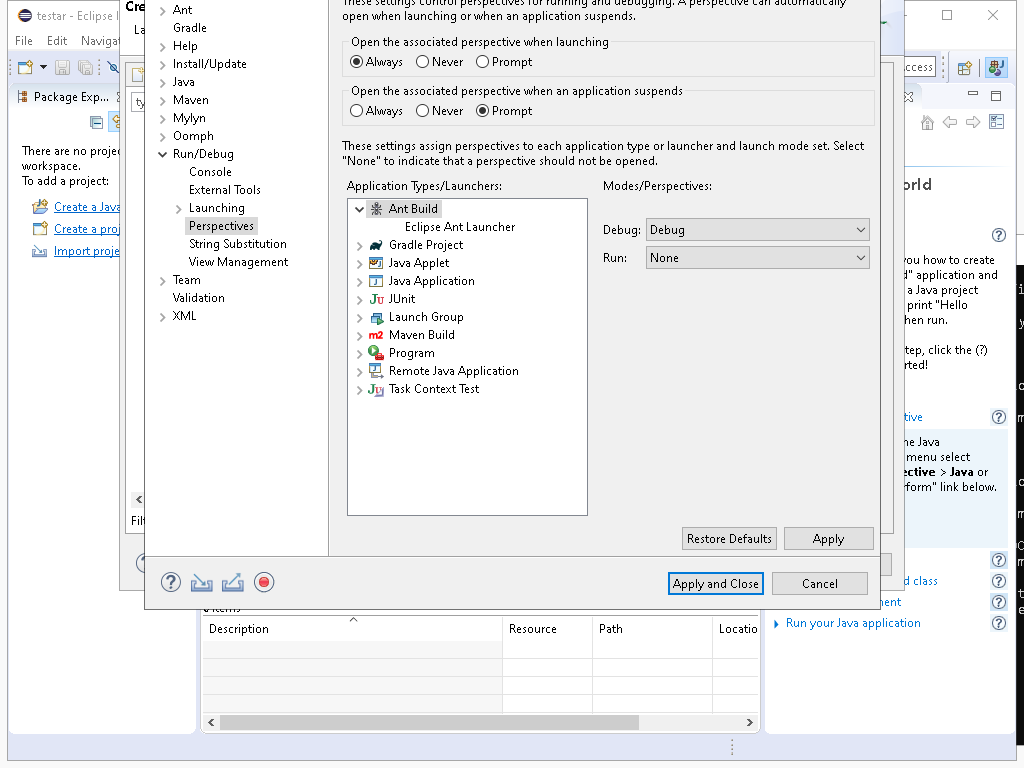 testar - Eclipse
Cre
File Edit Naviga
Ant
Gradle
Help
Install/Update
Java
Maven
Mylyn
Oomph
Run/Debug
Console
External Tools
Launching
Perspectives
String Substitution
View Management
Team
Validation
XML
These settings control perspectives for running and debugging. A perspective can automatically
open when launching or when an application suspends.
Open the associated perspective when launching
Always Never Prompt
Open the associated perspective when an application suspends
Always Never Prompt
These settings assign perspectives to each application type or launcher and launch mode set. Select
"None" to indicate that a perspective should not be opened.
Application Types/Launchers: Modes/Perspectives:
Ant Build
Eclipse Ant Launcher
Gradle Project
Java Applet
Java Application
JUnit
Launch Group
Maven Build
Program
Remote Java Application
Task Context Test
Debug: Debug
Run: None
Restore Defaults Apply
Apply and Close Cancel
Package Exp...
There are no proje
workspace.
To add a project:
Create a Java
Create a proj
Import proje
ty
Filt
ccess
orld
you how to create
d" application and
a Java project
print "Hello
hen run.
tep, click the (?)
rted!
tive
he Java
menu select
ective > Java or
rform" link below.
d class
ment
Run your Java application
0 items
Description Resource Path Locatio